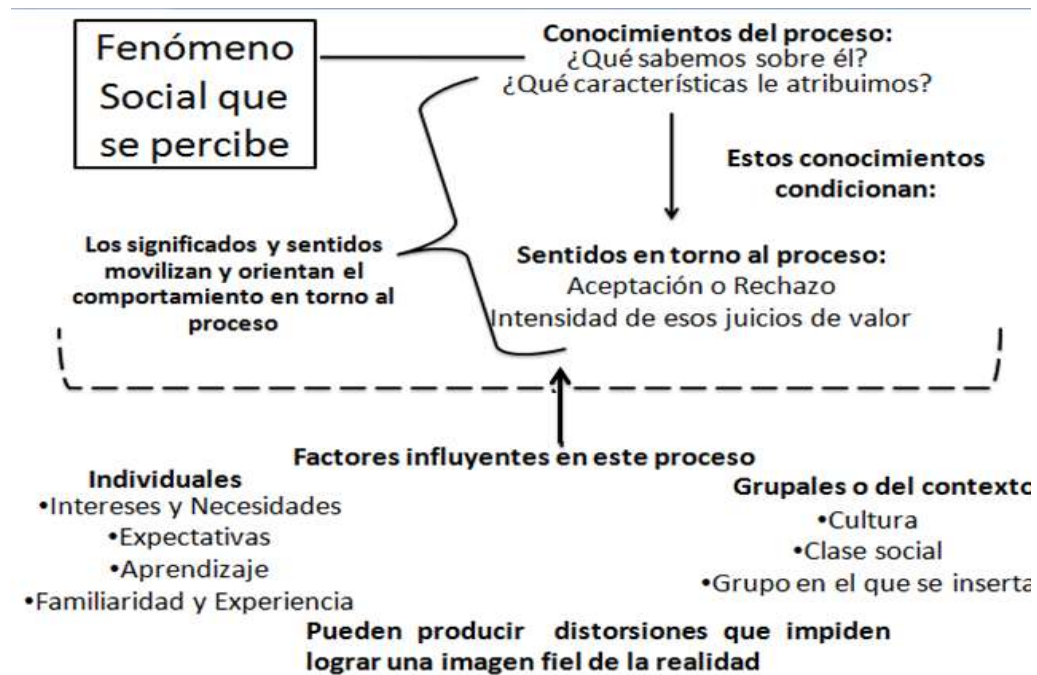 Fenómeno
Social que
se percibe
Conocimientos del proceso:
¿Qué sabemos sobre él?
¿Qué características le atribuimos?
Estos conocimientos
condicionan:
Los significados y sentidos
movilizan y orientan el
comportamiento en torno al
proceso
Sentidos en torno al proceso:
Aceptación o Rechazo
Intensidad de esos juicios de valor
Factores influyentes en este proceso
Individuales
•Intereses y Necesidades
•Expectativas
•Aprendizaje
•Familiaridad y Experiencia
Grupales o del contexto
•Cultura
•Clase social
•Grupo en el que se inserta
Pueden producir distorsiones que impiden
lograr una imagen fiel de la realidad